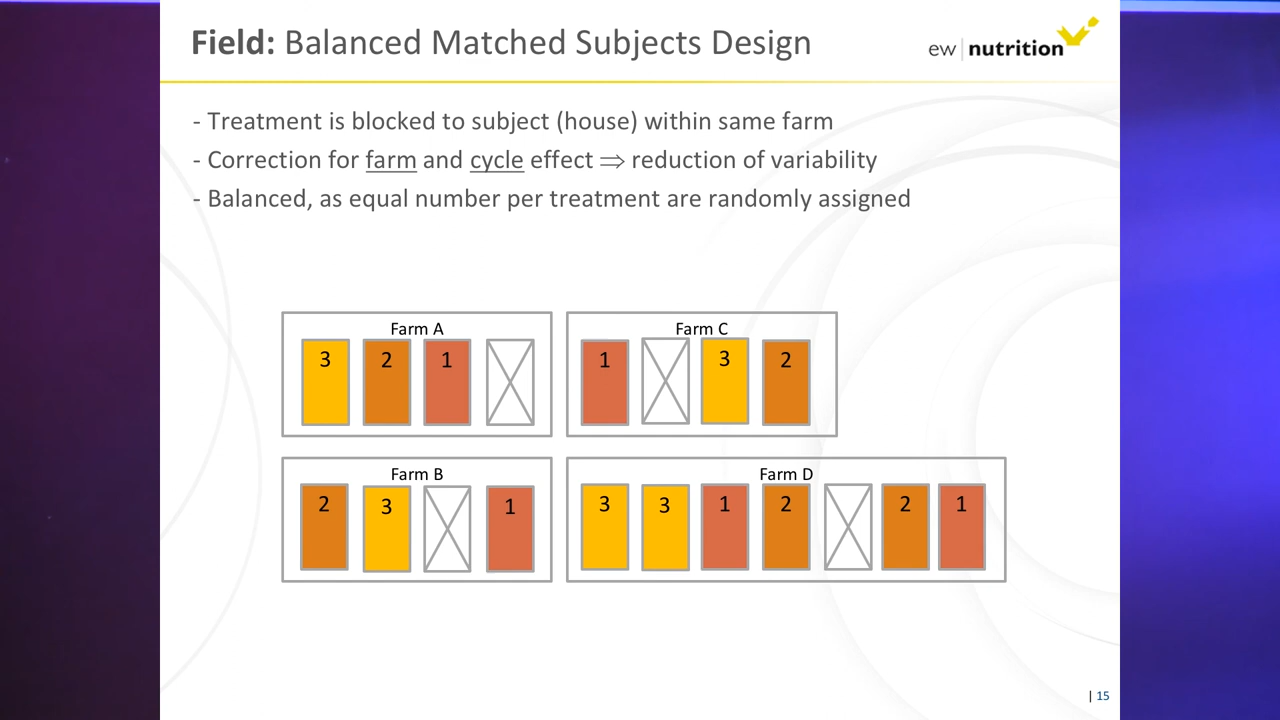 Field: Balanced Matched Subjects Design
ew | nutrition
- Treatment is blocked to subject (house) within same farm
- Correction for farm and cycle effect ⇒ reduction of variability
- Balanced, as equal number per treatment are randomly assigned
Farm A
3 2 1
Farm C
1 3 2
Farm B
2 3 1
Farm D
3 3 1 2 2 1
| 15